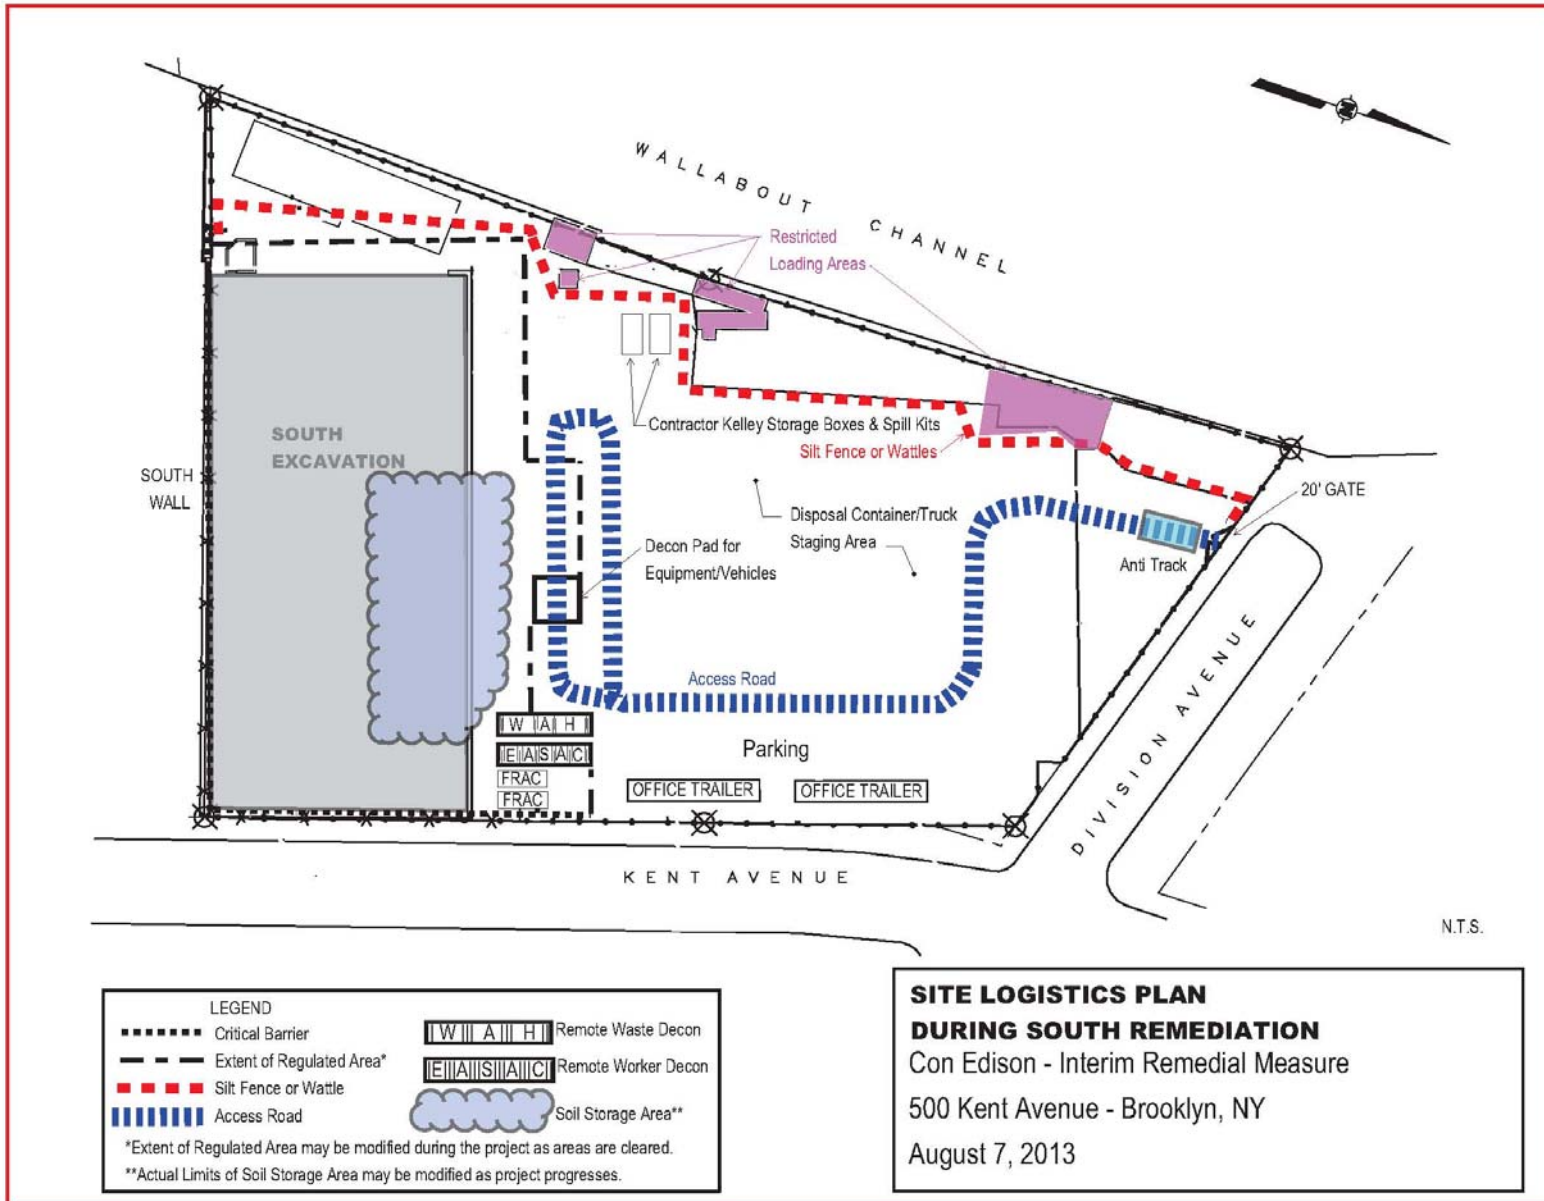 WALLABOUT CHANNEL
N
Restricted
Loading Areas
Contractor Kelley Storage Boxes & Spill Kits
Silt Fence or Wattles
SOUTH
EXCAVATION
SOUTH
WALL
20' GATE
Disposal Container/Truck
Staging Area
Decon Pad for
Equipment/Vehicles
Anti Track
Access Road
DIVISION AVENUE
W A H
E A S A C
FRAC
FRAC
Parking
OFFICE TRAILER
OFFICE TRAILER
KENT AVENUE
N.T.S.
LEGEND
Critical Barrier
Extent of Regulated Area*
Silt Fence or Wattle
Access Road
W A H Remote Waste Decon
E A S A C Remote Worker Decon
Soil Storage Area**
*Extent of Regulated Area may be modified during the project as areas are cleared.
**Actual Limits of Soil Storage Area may be modified as project progresses.
SITE LOGISTICS PLAN
DURING SOUTH REMEDIATION
Con Edison - Interim Remedial Measure
500 Kent Avenue - Brooklyn, NY
August 7, 2013